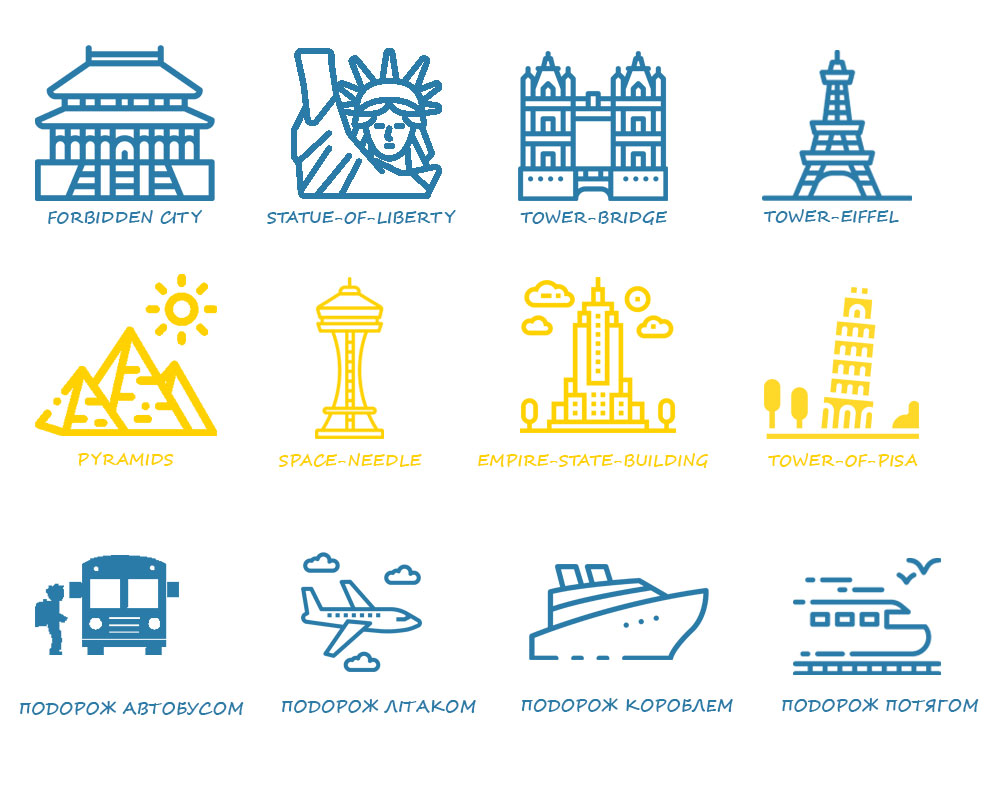 FORBIDDEN CITY
STATUE-OF-LIBERTY
TOWER-BRIDGE
TOWER-EIFFEL
PYRAMIDS
SPACE-NEEDLE
EMPIRE-STATE-BUILDING
TOWER-OF-PISA
ПОДОРОЖ АВТОБУСОМ
ПОДОРОЖ ЛІТАКОМ
ПОДОРОЖ КОРОБЛЕМ
ПОДОРОЖ ПОТЯГОМ